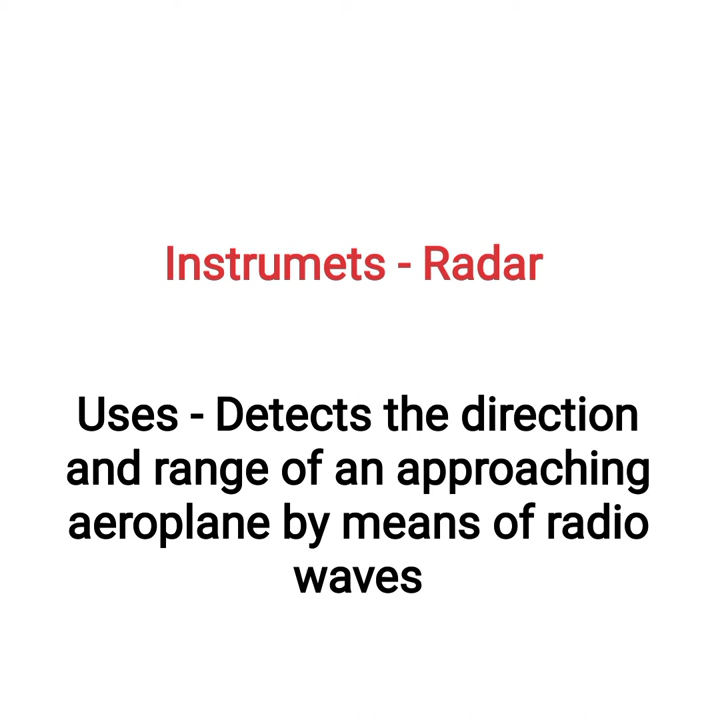 Instrumets - Radar
Uses - Detects the direction
and range of an approaching
aeroplane by means of radio
waves